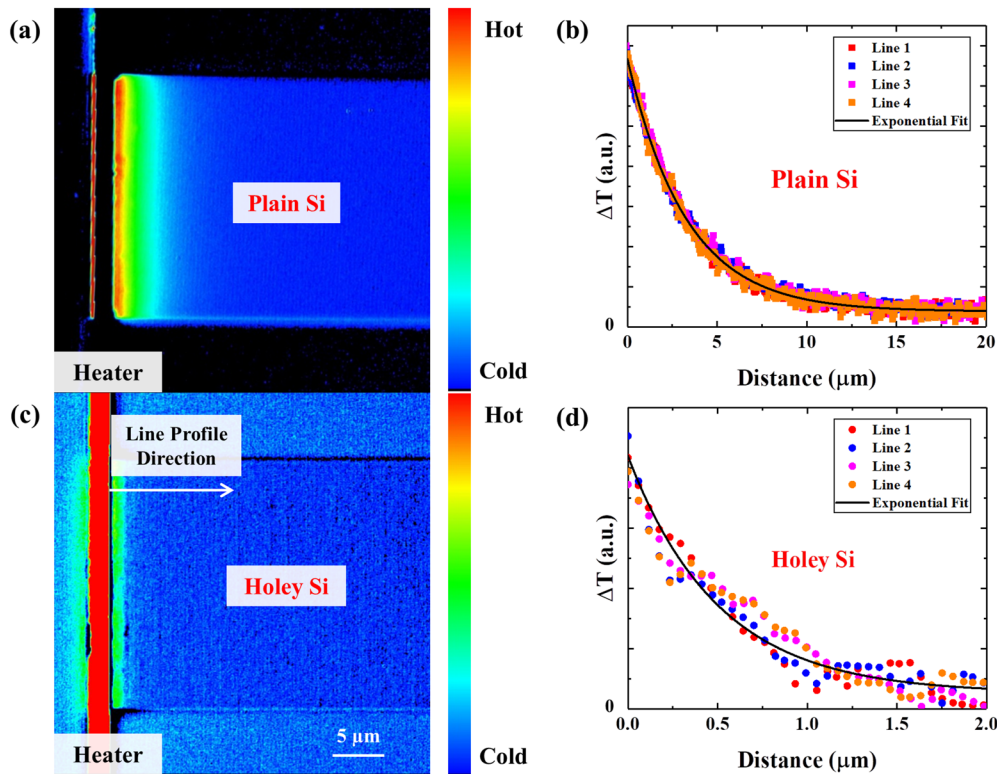 (a)
Plain Si
Heater
Hot
Cold
(b)
Line 1
Line 2
Line 3
Line 4
Exponential Fit
Plain Si
ΔT (a.u.)
0
0 5 10 15 20
Distance (μm)
(c)
Line Profile
Direction
Holey Si
5 μm
Heater
Hot
Cold
(d)
Line 1
Line 2
Line 3
Line 4
Exponential Fit
Holey Si
ΔT (a.u.)
0
0.0 0.5 1.0 1.5 2.0
Distance (μm)